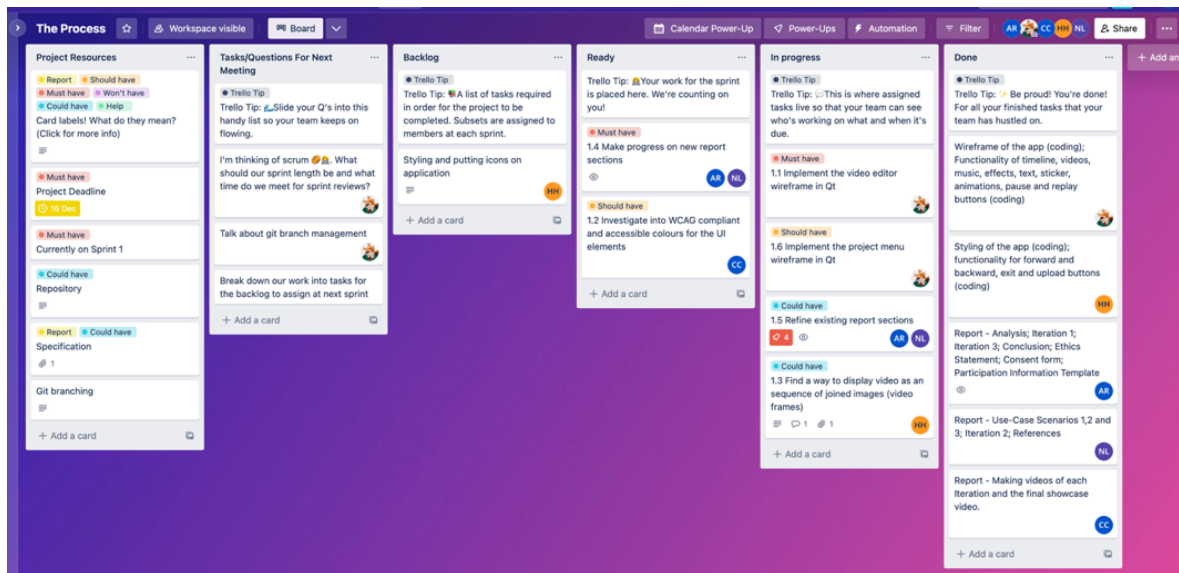 The Process
Workspace visible
Board
Calendar Power-Up
Power-Ups
Automation
Filter
AR
CC
HH
NL
Share
Project Resources
Report
Should have
Must have
Won't have
Could have
Help
Card labels! What do they mean?
(Click for more info)
Must have
Project Deadline
16 Dec
Must have
Currently on Sprint 1
Could have
Repository
Report
Could have
Specification
1
Git branching
+ Add a card
Tasks/Questions For Next
Meeting
Trello Tip
Trello Tip: 🌊Slide your Q's into this
handy list so your team keeps on
flowing.
I'm thinking of scrum 🏉🤷. What
should our sprint length be and what
time do we meet for sprint reviews?
Talk about git branch management
Break down our work into tasks for
the backlog to assign at next sprint
+ Add a card
Backlog
Trello Tip
Trello Tip: 📚A list of tasks required
in order for the project to be
completed. Subsets are assigned to
members at each sprint.
Styling and putting icons on
application
HH
+ Add a card
Ready
Trello Tip: 🤷Your work for the sprint
is placed here. We're counting on
you!
Must have
1.4 Make progress on new report
sections
AR
NL
Should have
1.2 Investigate into WCAG compliant
and accessible colours for the UI
elements
CC
+ Add a card
In progress
Trello Tip
Trello Tip: 💬This is where assigned
tasks live so that your team can see
who's working on what and when it's
due.
Must have
1.1 Implement the video editor
wireframe in Qt
Should have
1.6 Implement the project menu
wireframe in Qt
Could have
1.5 Refine existing report sections
4
AR
NL
Could have
1.3 Find a way to display video as an
sequence of joined images (video
frames)
1
1
HH
+ Add a card
Done
Trello Tip
Trello Tip: ✨ Be proud! You're done!
For all your finished tasks that your
team has hustled on.
Wireframe of the app (coding);
Functionality of timeline, videos,
music, effects, text, sticker,
animations, pause and replay
buttons (coding)
Styling of the app (coding);
functionality for forward and
backward, exit and upload buttons
(coding)
HH
Report - Analysis; Iteration 1;
Iteration 3; Conclusion; Ethics
Statement; Consent form;
Participation Information Template
AR
Report - Use-Case Scenarios 1,2 and
3; Iteration 2; References
NL
Report - Making videos of each
Iteration and the final showcase
video.
CC
+ Add a card
+ Add an